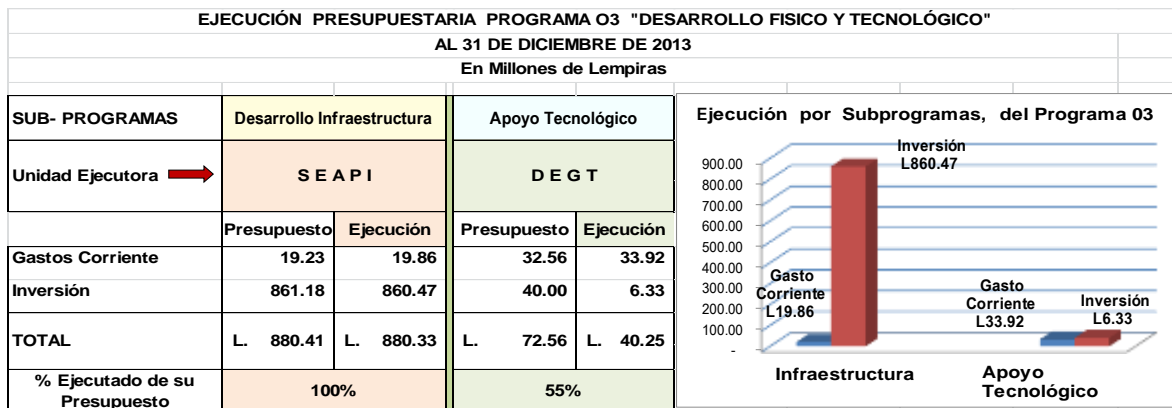 EJECUCIÓN PRESUPUESTARIA PROGRAMA O3 "DESARROLLO FISICO Y TECNOLÓGICO"
AL 31 DE DICIEMBRE DE 2013
En Millones de Lempiras
SUB- PROGRAMAS Desarrollo Infraestructura Apoyo Tecnológico
Unidad Ejecutora S E A P I D E G T
Presupuesto Ejecución Presupuesto Ejecución
Gastos Corriente 19.23 19.86 32.56 33.92
Inversión 861.18 860.47 40.00 6.33
TOTAL L. 880.41 L. 880.33 L. 72.56 L. 40.25
% Ejecutado de su
Presupuesto 100% 55%
Ejecución por Subprogramas, del Programa 03
900.00
800.00
700.00
600.00
500.00
400.00
300.00
200.00
100.00
-
Inversión
L860.47
Gasto
Corriente
L19.86
Gasto
Corriente
L33.92
Inversión
L6.33
Infraestructura
Apoyo
Tecnológico